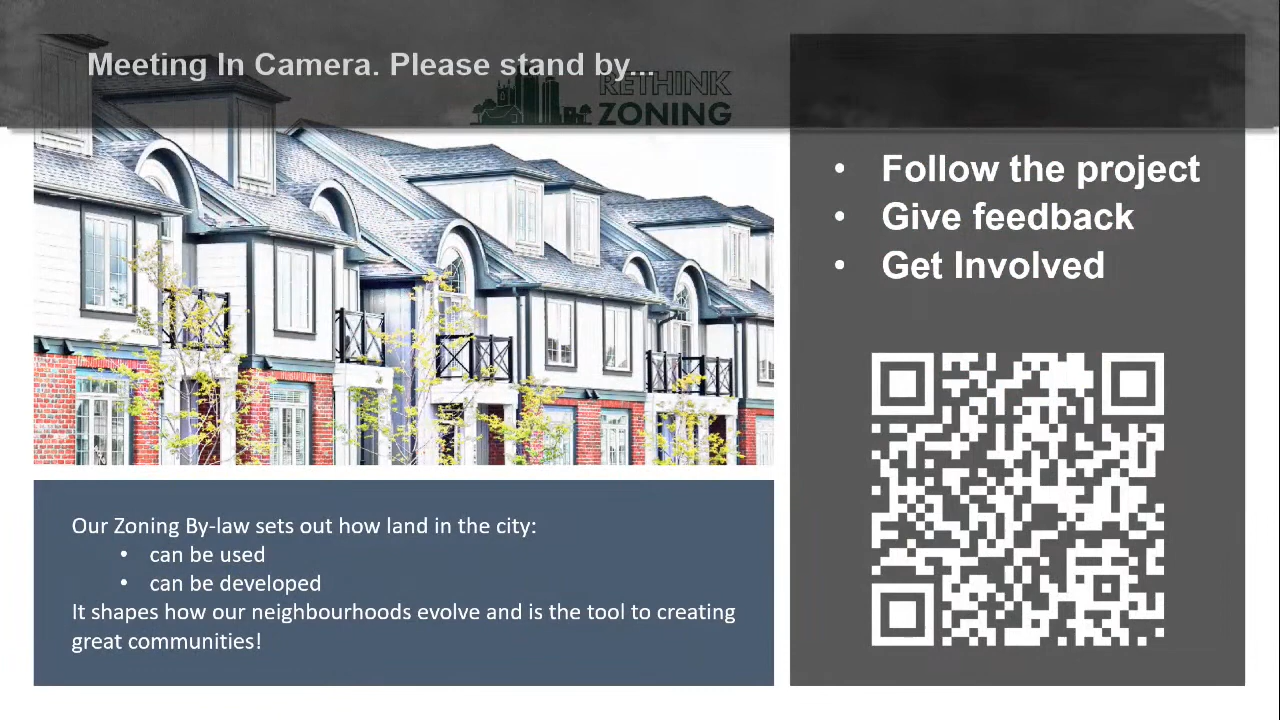 Meeting In Camera. Please stand by...
RETHINK
ZONING
• Follow the project
• Give feedback
• Get Involved
Our Zoning By-law sets out how land in the city:
• can be used
• can be developed
It shapes how our neighbourhoods evolve and is the tool to creating
great communities!